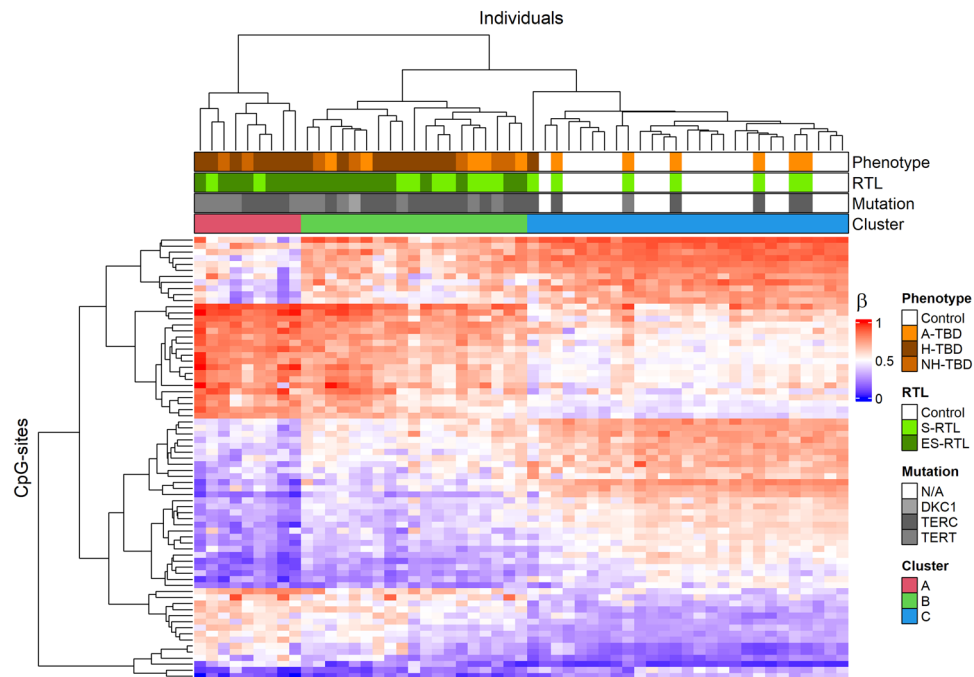 Individuals
Phenotype
RTL
Mutation
Cluster
CpG-sites
β
1
0.5
0
Phenotype
Control
A-TBD
H-TBD
NH-TBD
RTL
Control
S-RTL
ES-RTL
Mutation
N/A
DKC1
TERC
TERT
Cluster
A
B
C